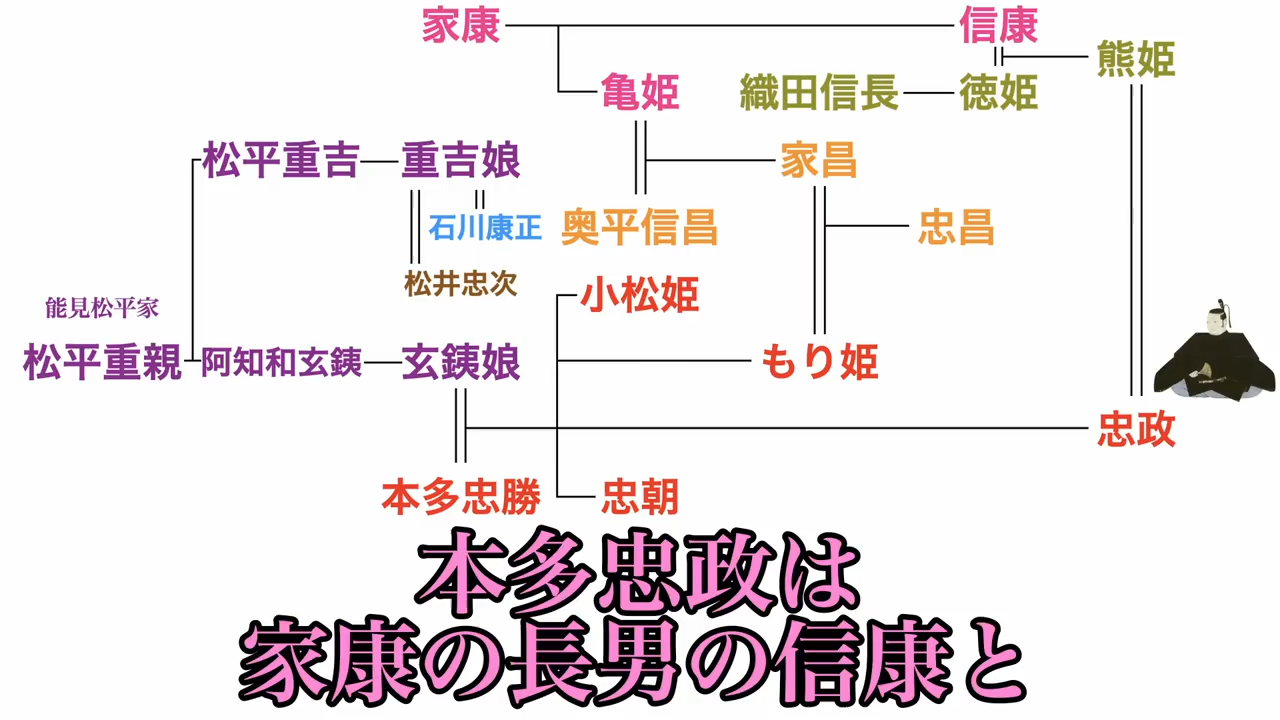 家康
信康
熊姫
亀姫
織田信長
徳姫
松平重吉
重吉娘
家昌
石川康正
奥平信昌
忠昌
松井忠次
小松姫
能見松平家
松平重親
阿知和玄銕
玄銕娘
もり姫
忠政
本多忠勝
忠朝
本多忠政は
家康の長男の信康と